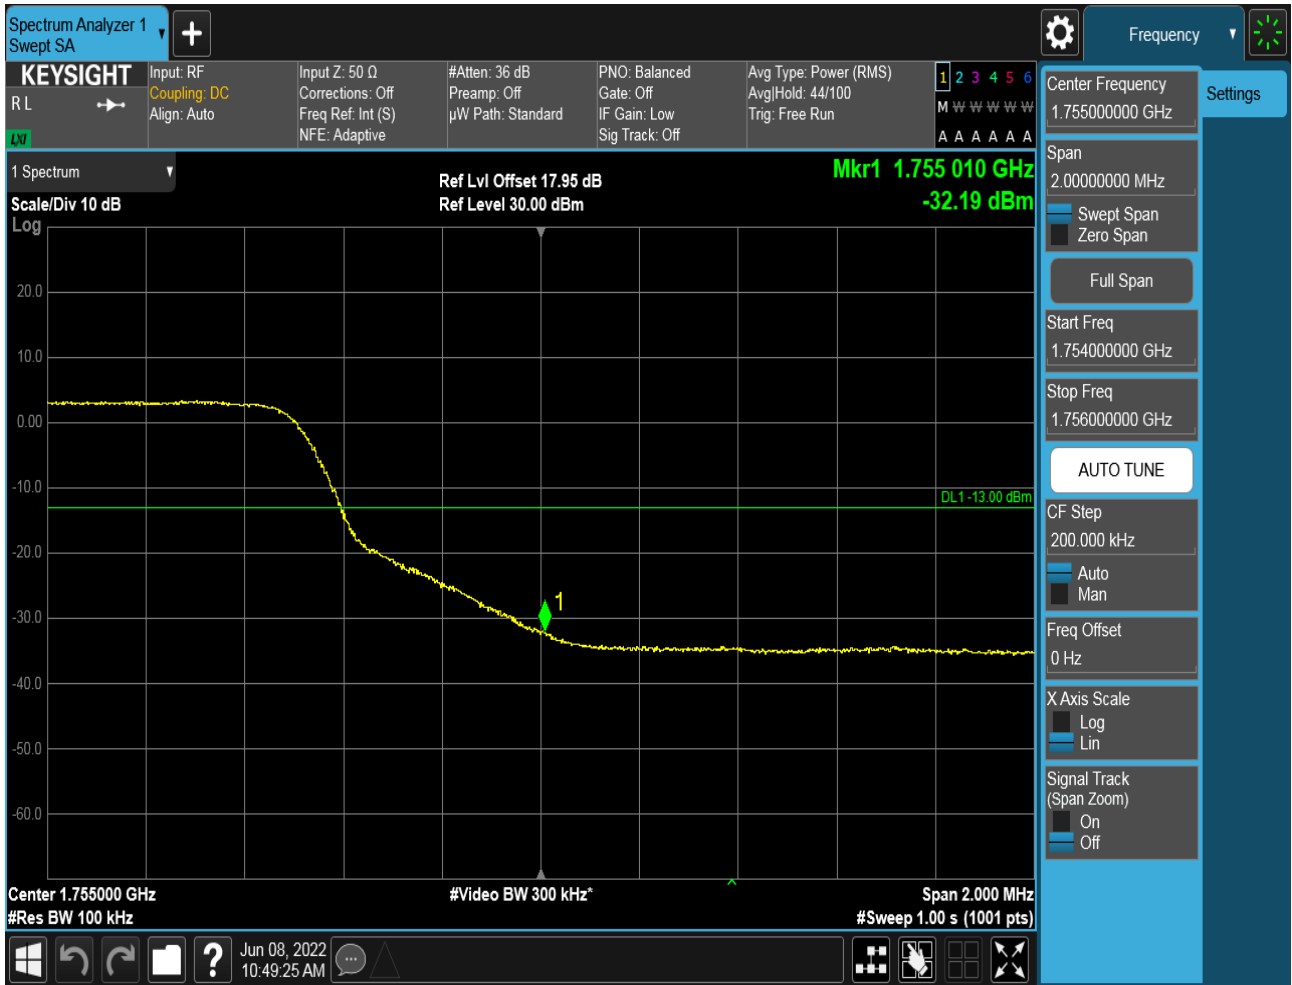 Spectrum Analyzer 1
Swept SA
Frequency
KEYSIGHT
R L
LXI
Input: RF
Coupling: DC
Align: Auto
Input Z: 50 Ω
Corrections: Off
Freq Ref: Int (S)
NFE: Adaptive
#Atten: 36 dB
Preamp: Off
µW Path: Standard
PNO: Balanced
Gate: Off
IF Gain: Low
Sig Track: Off
Avg Type: Power (RMS)
Avg|Hold: 44/100
Trig: Free Run
1 2 3 4 5 6
M W W W W W
A A A A A A
1 Spectrum
Scale/Div 10 dB
Log
Ref Lvl Offset 17.95 dB
Ref Level 30.00 dBm
Mkr1 1.755 010 GHz
-32.19 dBm
20.0
10.0
0.00
-10.0
DL1 -13.00 dBm
-20.0
1
-30.0
-40.0
-50.0
-60.0
Center 1.755000 GHz
#Video BW 300 kHz*
Span 2.000 MHz
#Res BW 100 kHz
#Sweep 1.00 s (1001 pts)
?
Jun 08, 2022
10:49:25 AM
Center Frequency
1.755000000 GHz
Settings
Span
2.00000000 MHz
Swept Span
Zero Span
Full Span
Start Freq
1.754000000 GHz
Stop Freq
1.756000000 GHz
AUTO TUNE
CF Step
200.000 kHz
Auto
Man
Freq Offset
0 Hz
X Axis Scale
Log
Lin
Signal Track
(Span Zoom)
On
Off